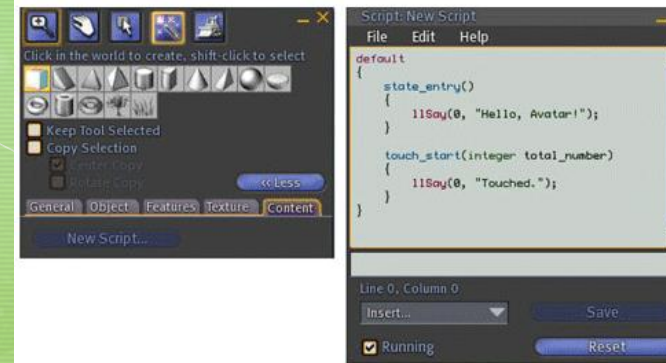 Click in the world to create, shift-click to select
Keep Tool Selected
Copy Selection
Center Copy
Rotate Copy
<< Less
General Object Features Texture Content
New Script...
Script: New Script
File Edit Help
default
{
state_entry()
{
llSay(0, "Hello, Avatar!");
}
touch_start(integer total_number)
{
llSay(0, "Touched.");
}
}
Line 0, Column 0
Insert... Save
Running Reset